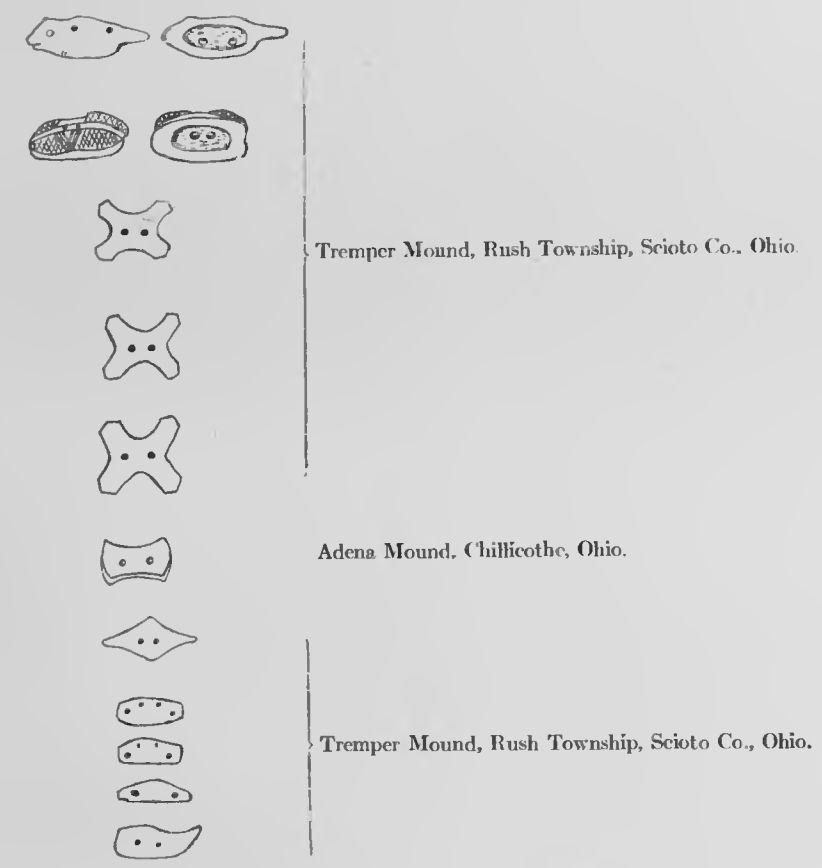 Tremper Mound, Rush Township, Scioto Co., Ohio.
Adena Mound, Chillicothe, Ohio.
Tremper Mound, Rush Township, Scioto Co., Ohio.